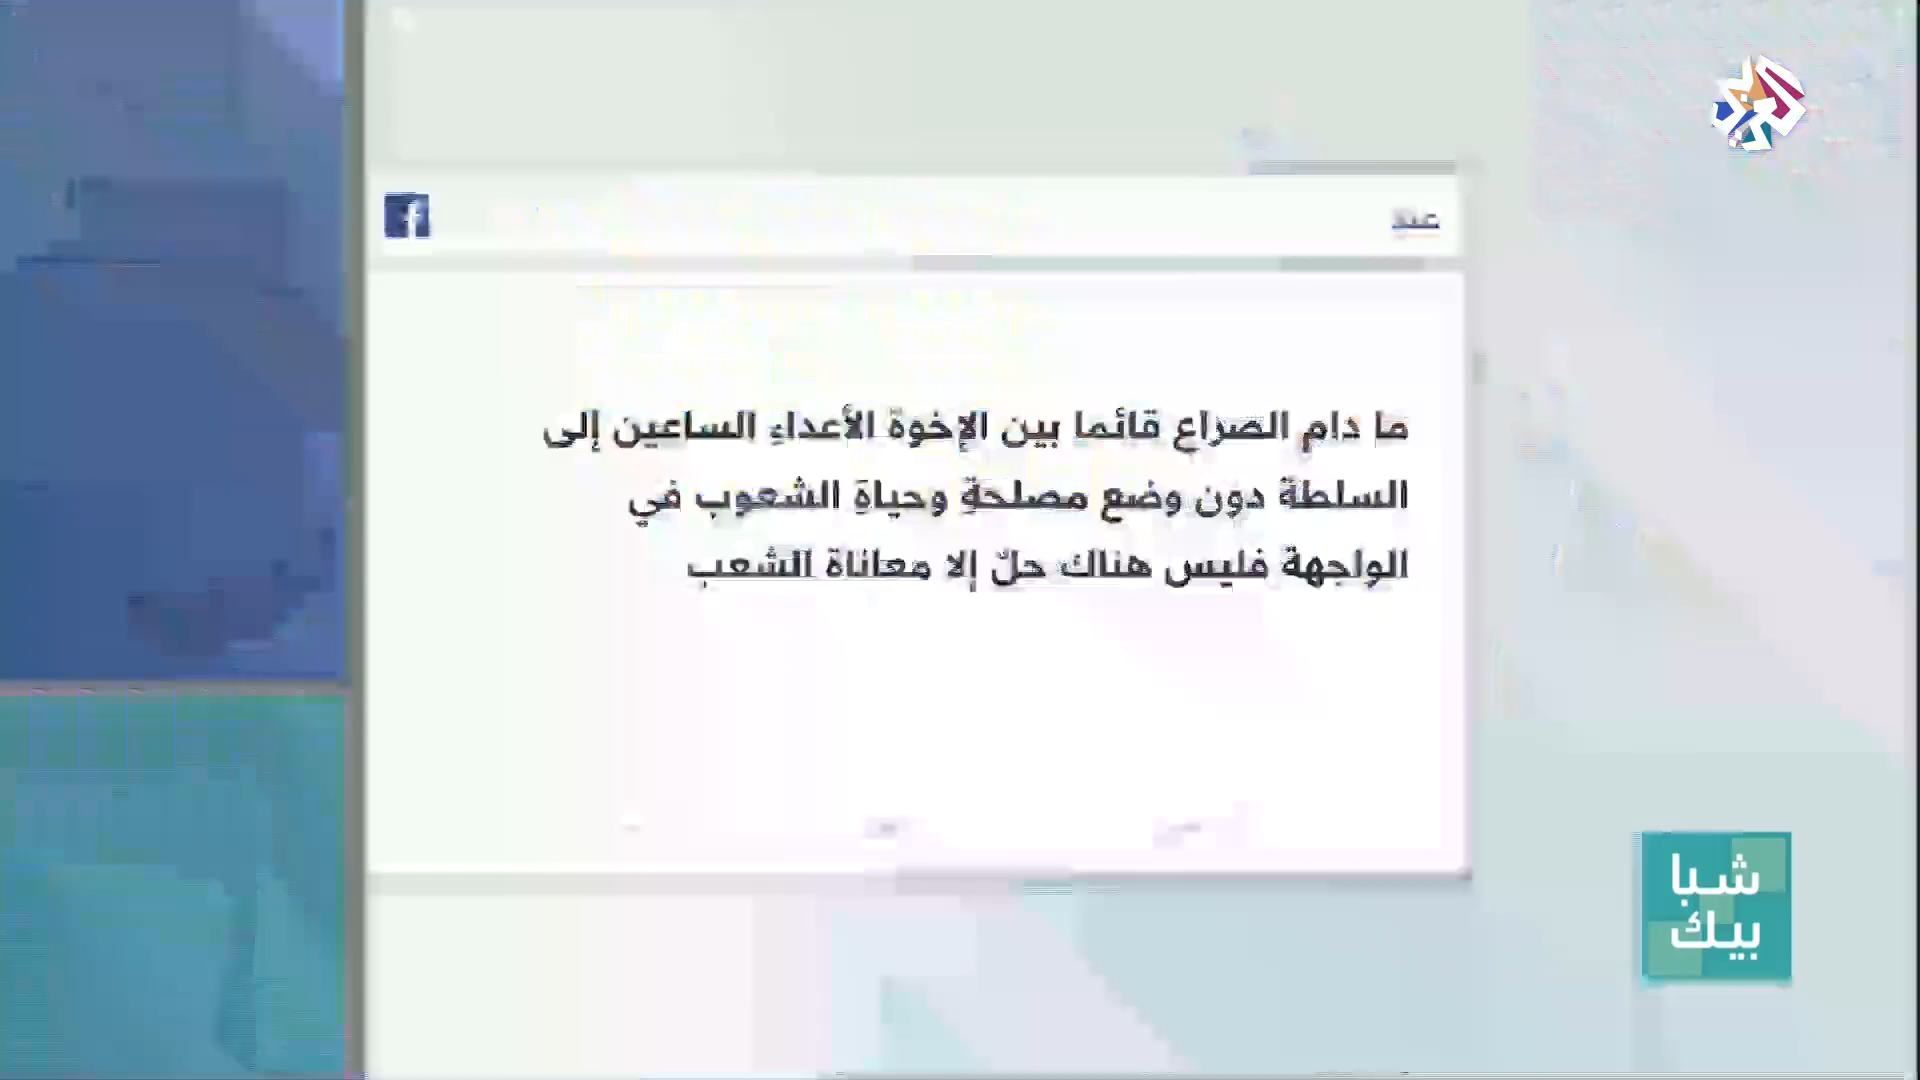 ما دام الصراع قائما بين الإخوة الأعداءِ الساعين إلى
السلطة دون وضع مصلحةِ وحياةِ الشعوب في
الواجهة فليس هناك حلّ إلا معاناة الشعب
شبا
بيك